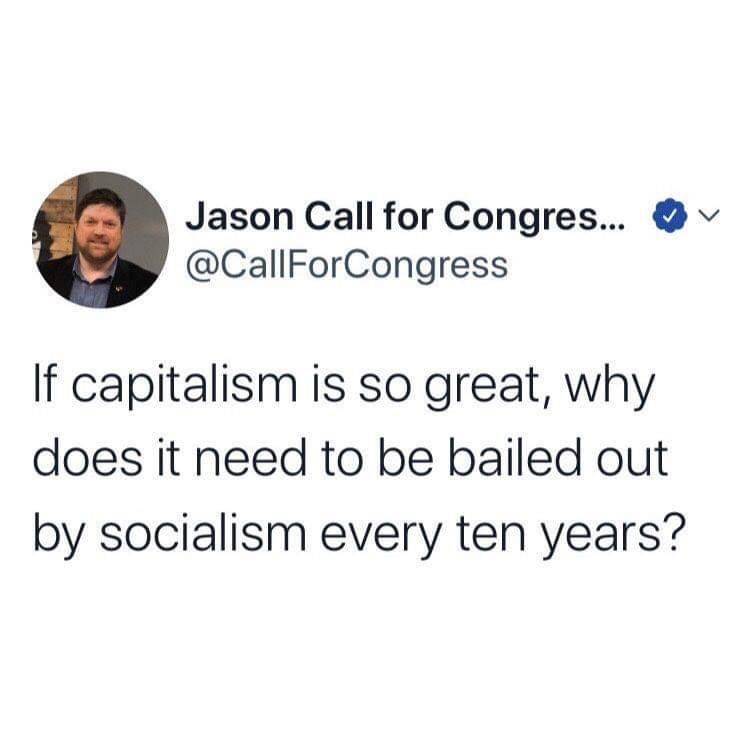 Jason Call for Congres...
@CallForCongress
If capitalism is so great, why
does it need to be bailed out
by socialism every ten years?